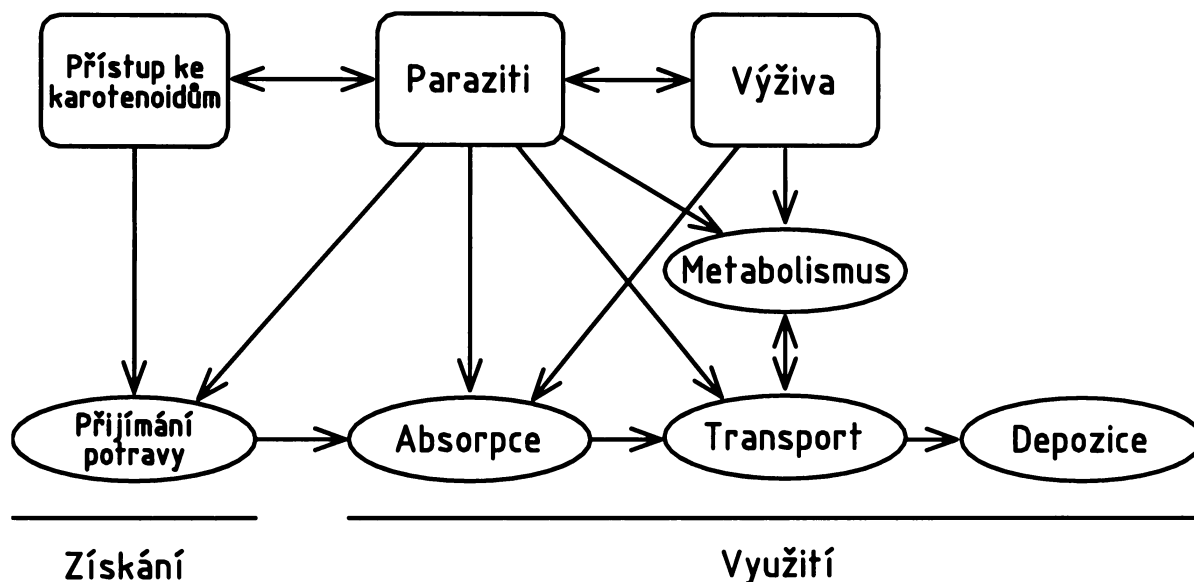 Přístup ke
karotenoidům
Paraziti
Výživa
Metabolismus
Přijímání
potravy
Absorpce
Transport
Depozice
Získání
Využití